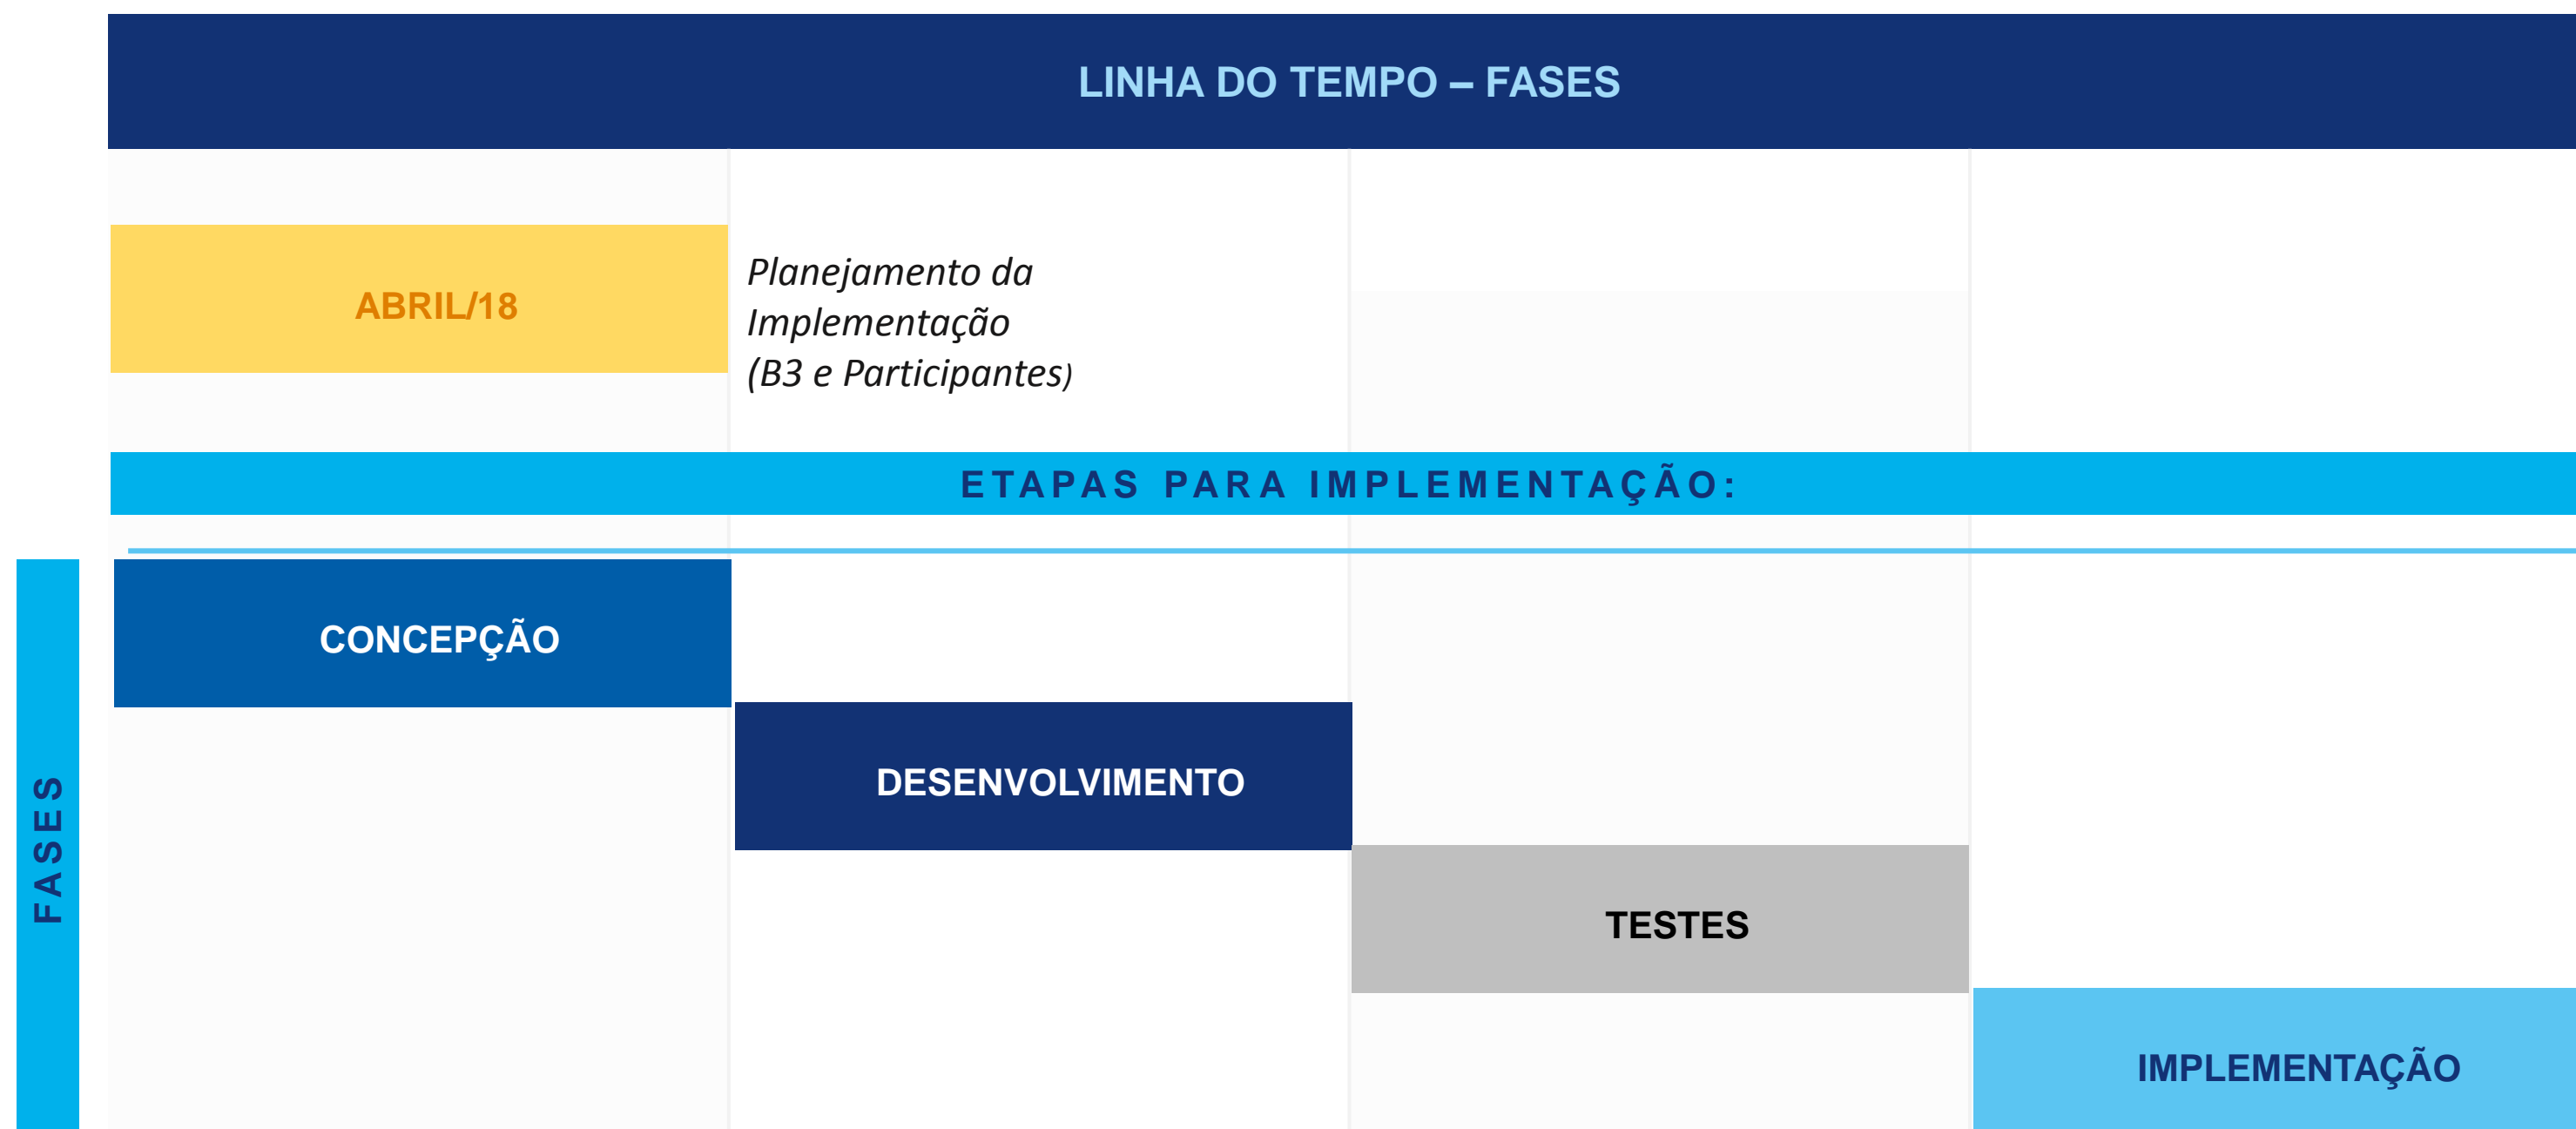 LINHA DO TEMPO – FASES
ABRIL/18
Planejamento da
Implementação
(B3 e Participantes)
ETAPAS PARA IMPLEMENTAÇÃO:
FASES
CONCEPÇÃO
DESENVOLVIMENTO
TESTES
IMPLEMENTAÇÃO